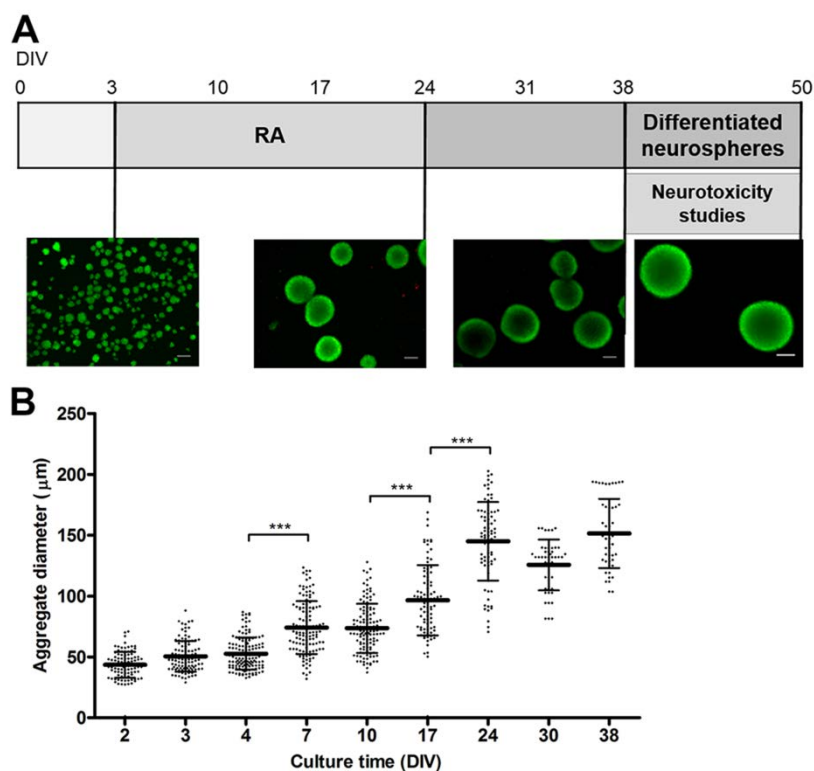 A
DIV
0 3 10 17 24 31 38 50
RA
Differentiated
neurospheres
Neurotoxicity
studies
B
250
200
150
100
50
0
Aggregate diameter (μm)
***
***
***
2 3 4 7 10 17 24 30 38
Culture time (DIV)